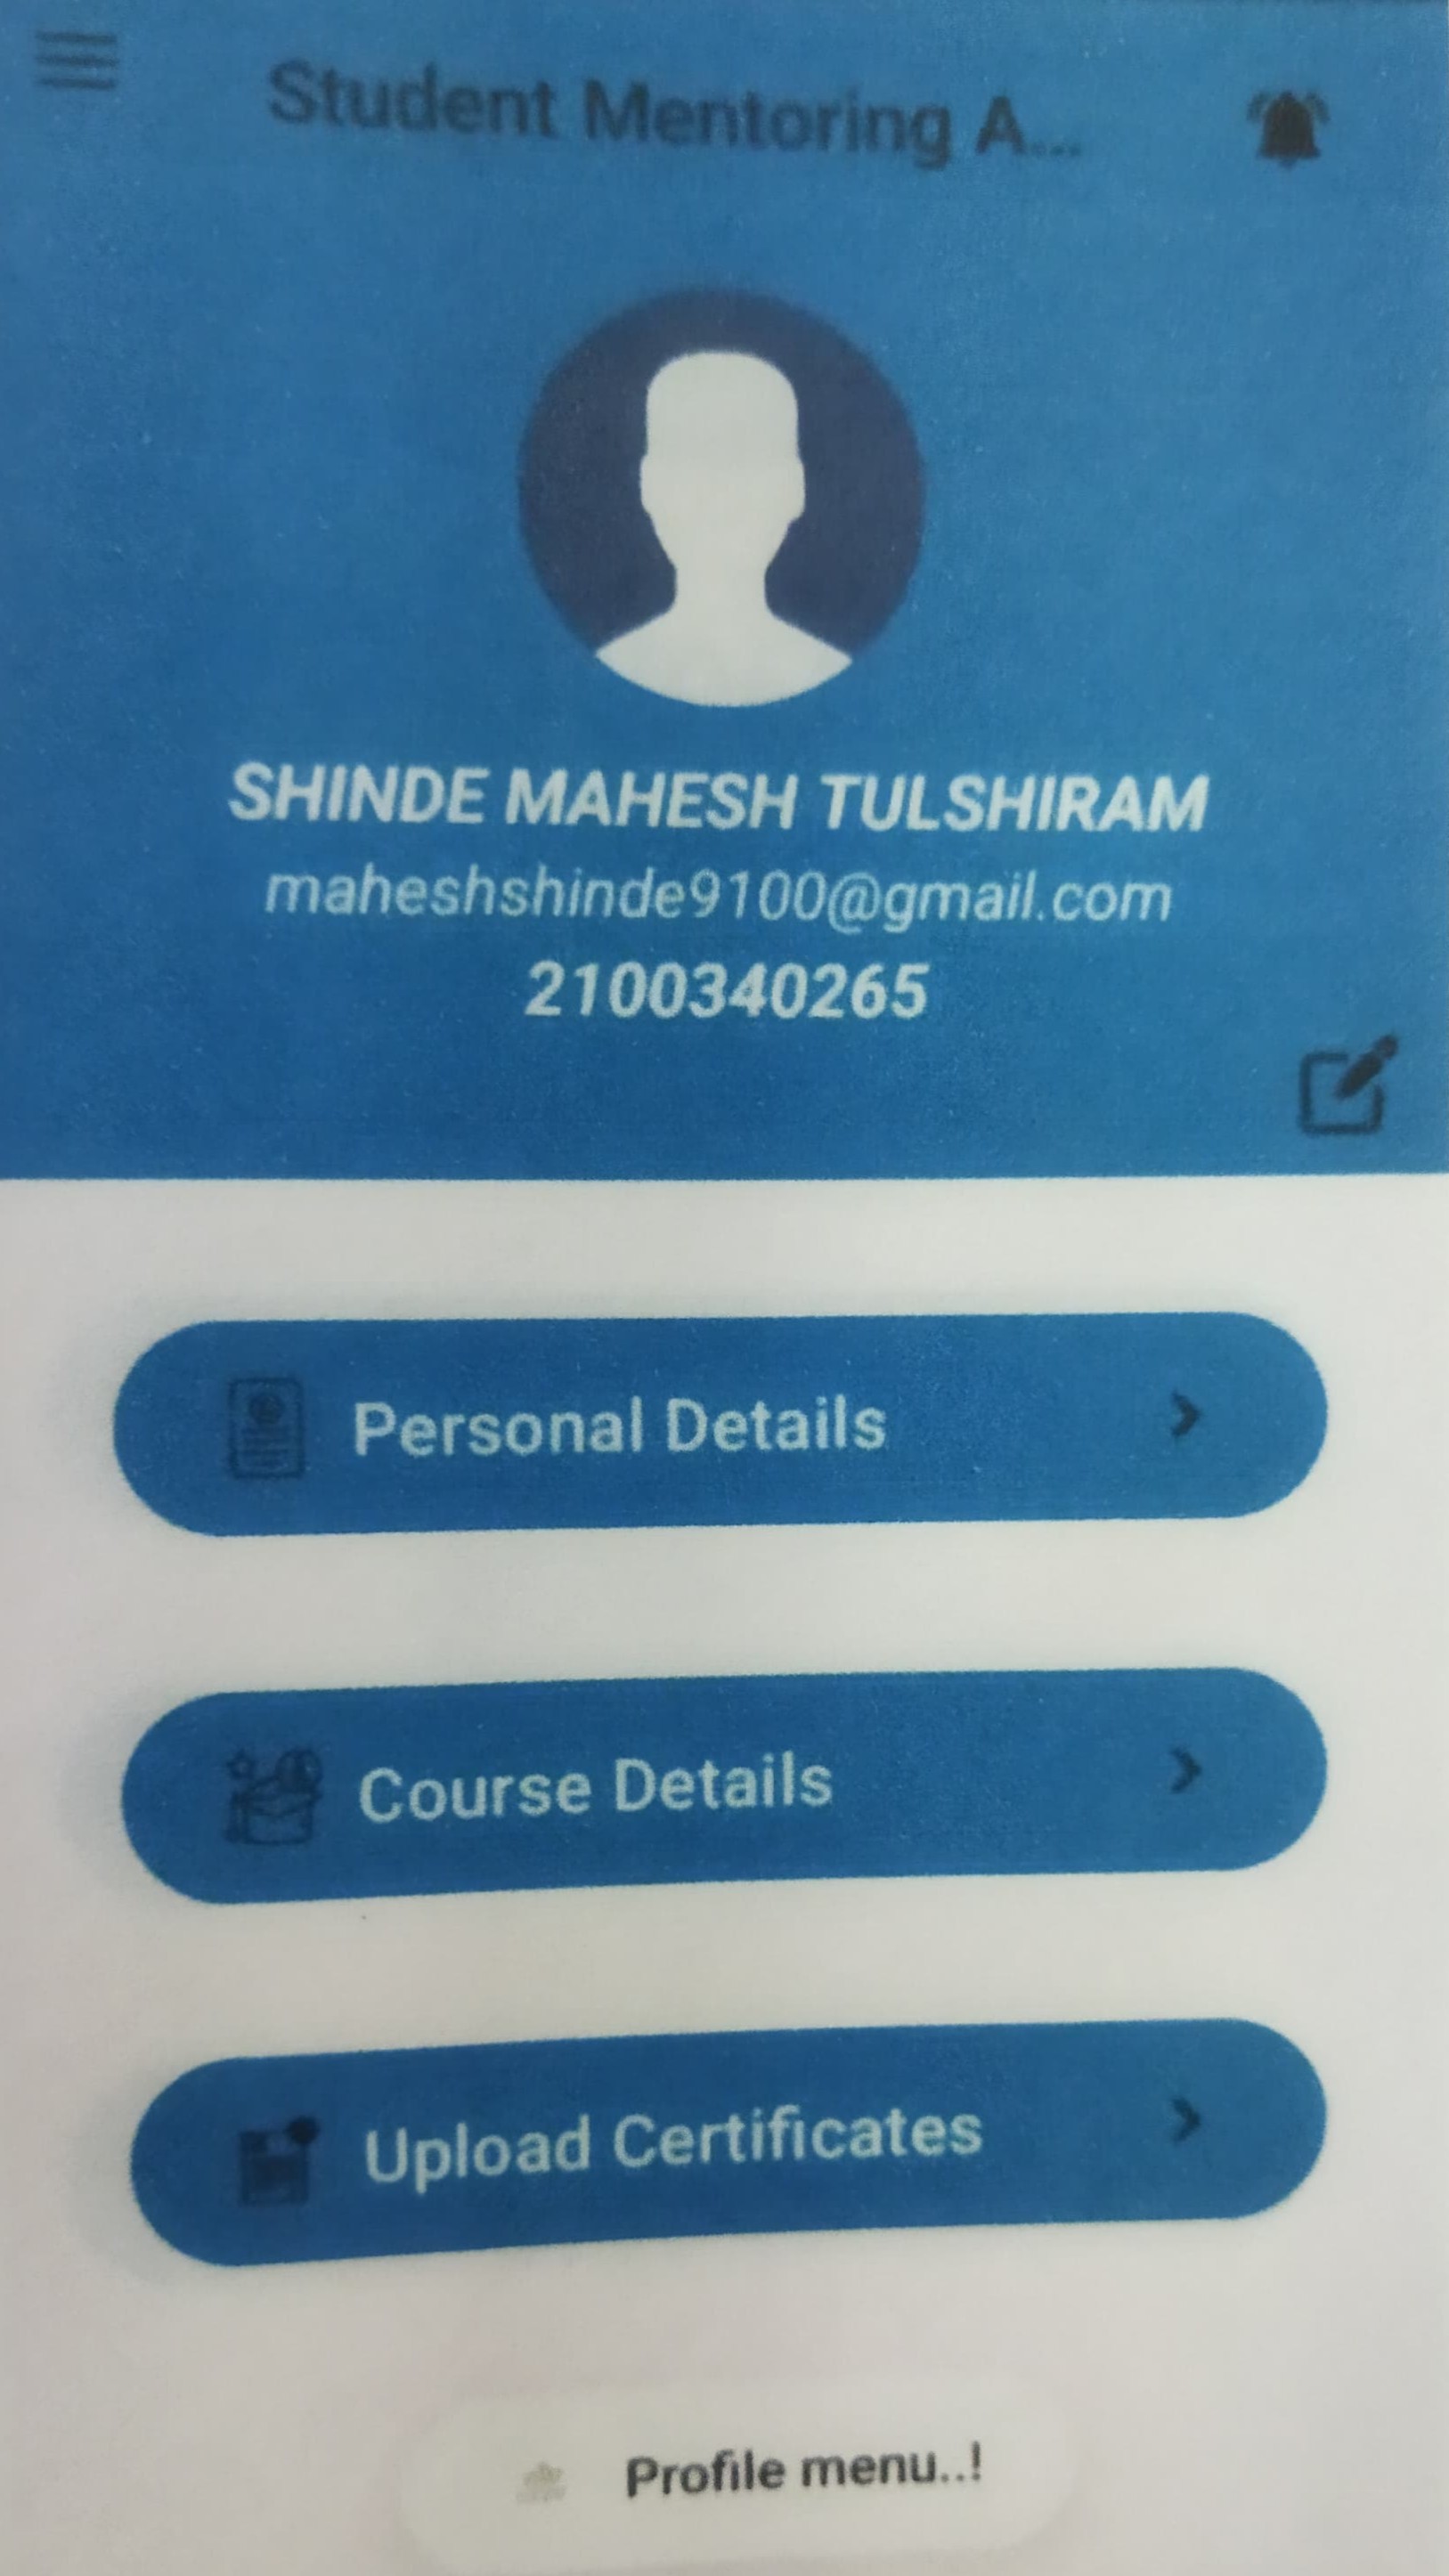 Student Mentoring A...
SHINDE MAHESH TULSHIRAM
maheshshinde9100@gmail.com
2100340265
Personal Details
Course Details
Upload Certificates
Profile menu..!